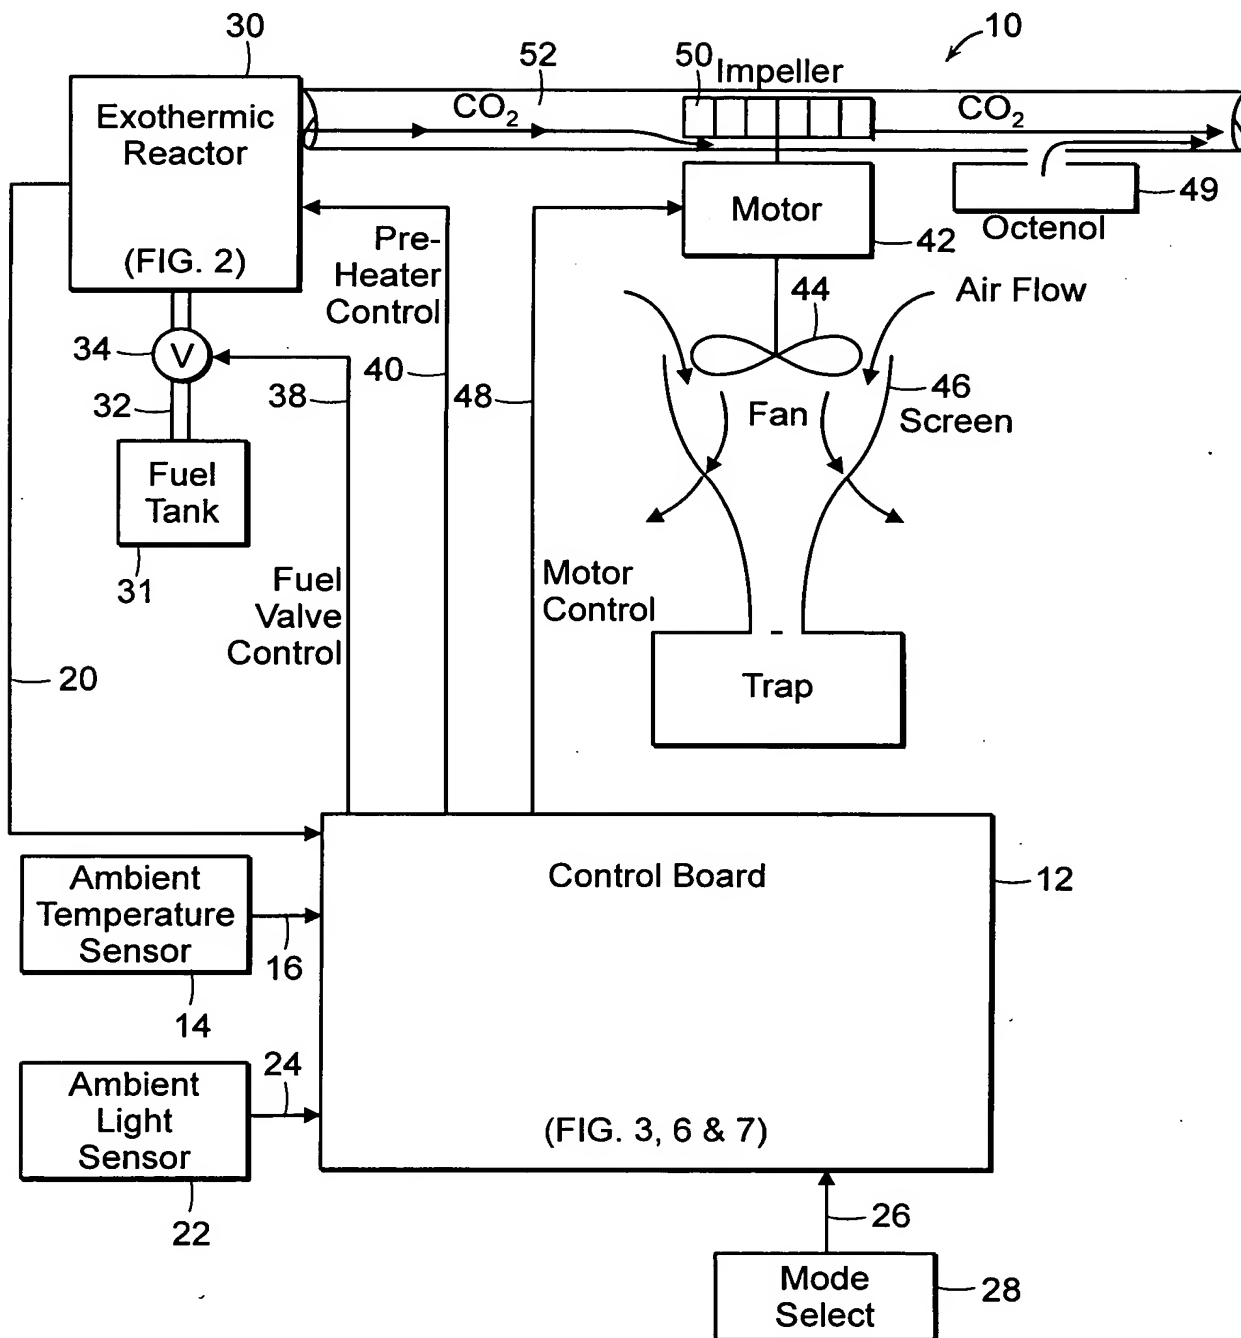 30
52
50
Impeller
10
Exothermic
Reactor
(FIG. 2)
CO₂
CO₂
49
Octenol
Motor
42
Pre-
Heater
Control
34
V
32
38
40
48
44
Air Flow
46
Fan
Screen
Fuel
Tank
31
Fuel
Valve
Control
Motor
Control
20
Trap
Control Board
12
Ambient
Temperature
Sensor
16
14
Ambient
Light
Sensor
24
22
(FIG. 3, 6 & 7)
26
Mode
Select
28